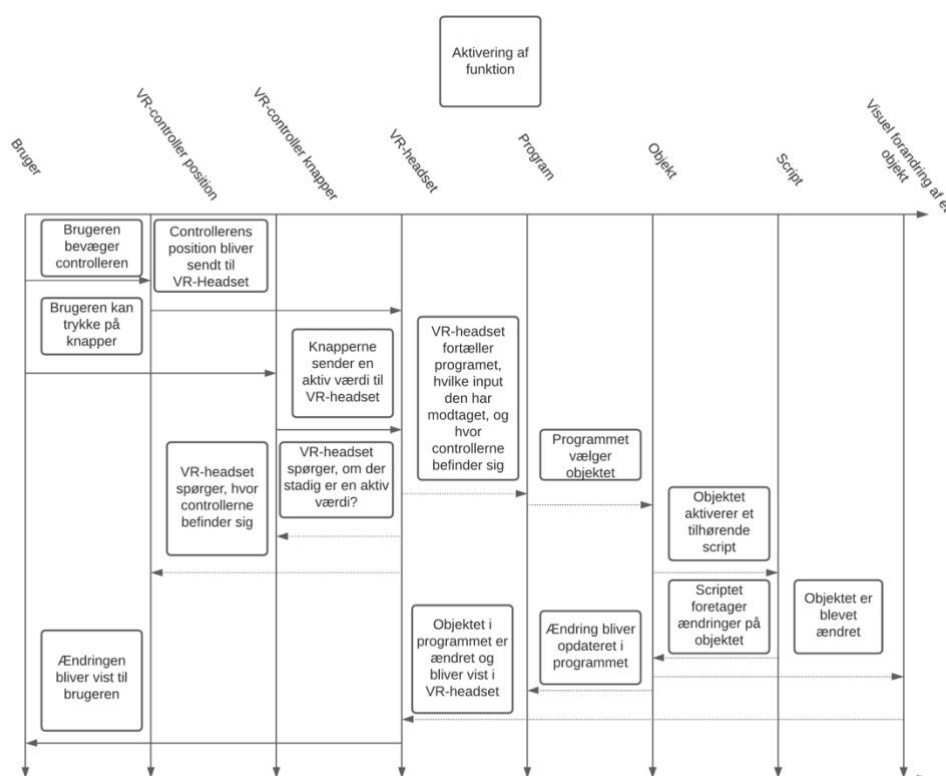 Aktivering af
funktion
Bruger
VR-controller position
VR-controller knapper
VR-headset
Program
Objekt
Script
Visuel forandring af et
objekt
Brugeren
bevæger
controlleren
Controllerens
position bliver
sendt til
VR-Headset
Brugeren kan
trykke på
knapper
Knapperne
sender en
aktiv værdi til
VR-headset
VR-headset
fortæller
programet,
hvilke input
den har
modtaget, og
hvor
controllerne
befinder sig
Programmet
vælger
objektet
VR-headset
spørger, hvor
controllerne
befinder sig
VR-headset
spørger, om der
stadig er en aktiv
værdi?
Objektet
aktiverer et
tilhørende
script
Scriptet
foretager
ændringer på
objektet
Objektet er
blevet
ændret
Ændringen
bliver vist til
brugeren
Objektet i
programmet er
ændret og
bliver vist i
VR-headset
Ændring bliver
opdateret i
programmet